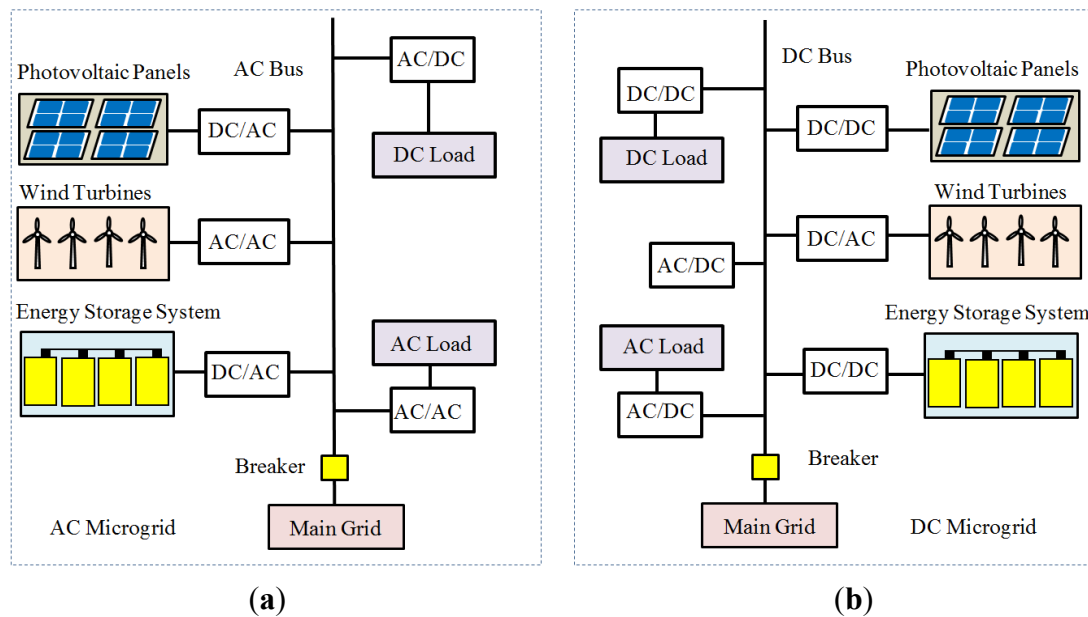 Photovoltaic Panels
AC Bus
AC/DC
DC/AC
DC Load
Wind Turbines
AC/AC
Energy Storage System
AC Load
DC/AC
AC/AC
Breaker
AC Microgrid
Main Grid
(a)
DC Bus
Photovoltaic Panels
DC/DC
DC/DC
DC Load
Wind Turbines
DC/AC
AC/DC
Energy Storage System
AC Load
DC/DC
AC/DC
Breaker
Main Grid
DC Microgrid
(b)